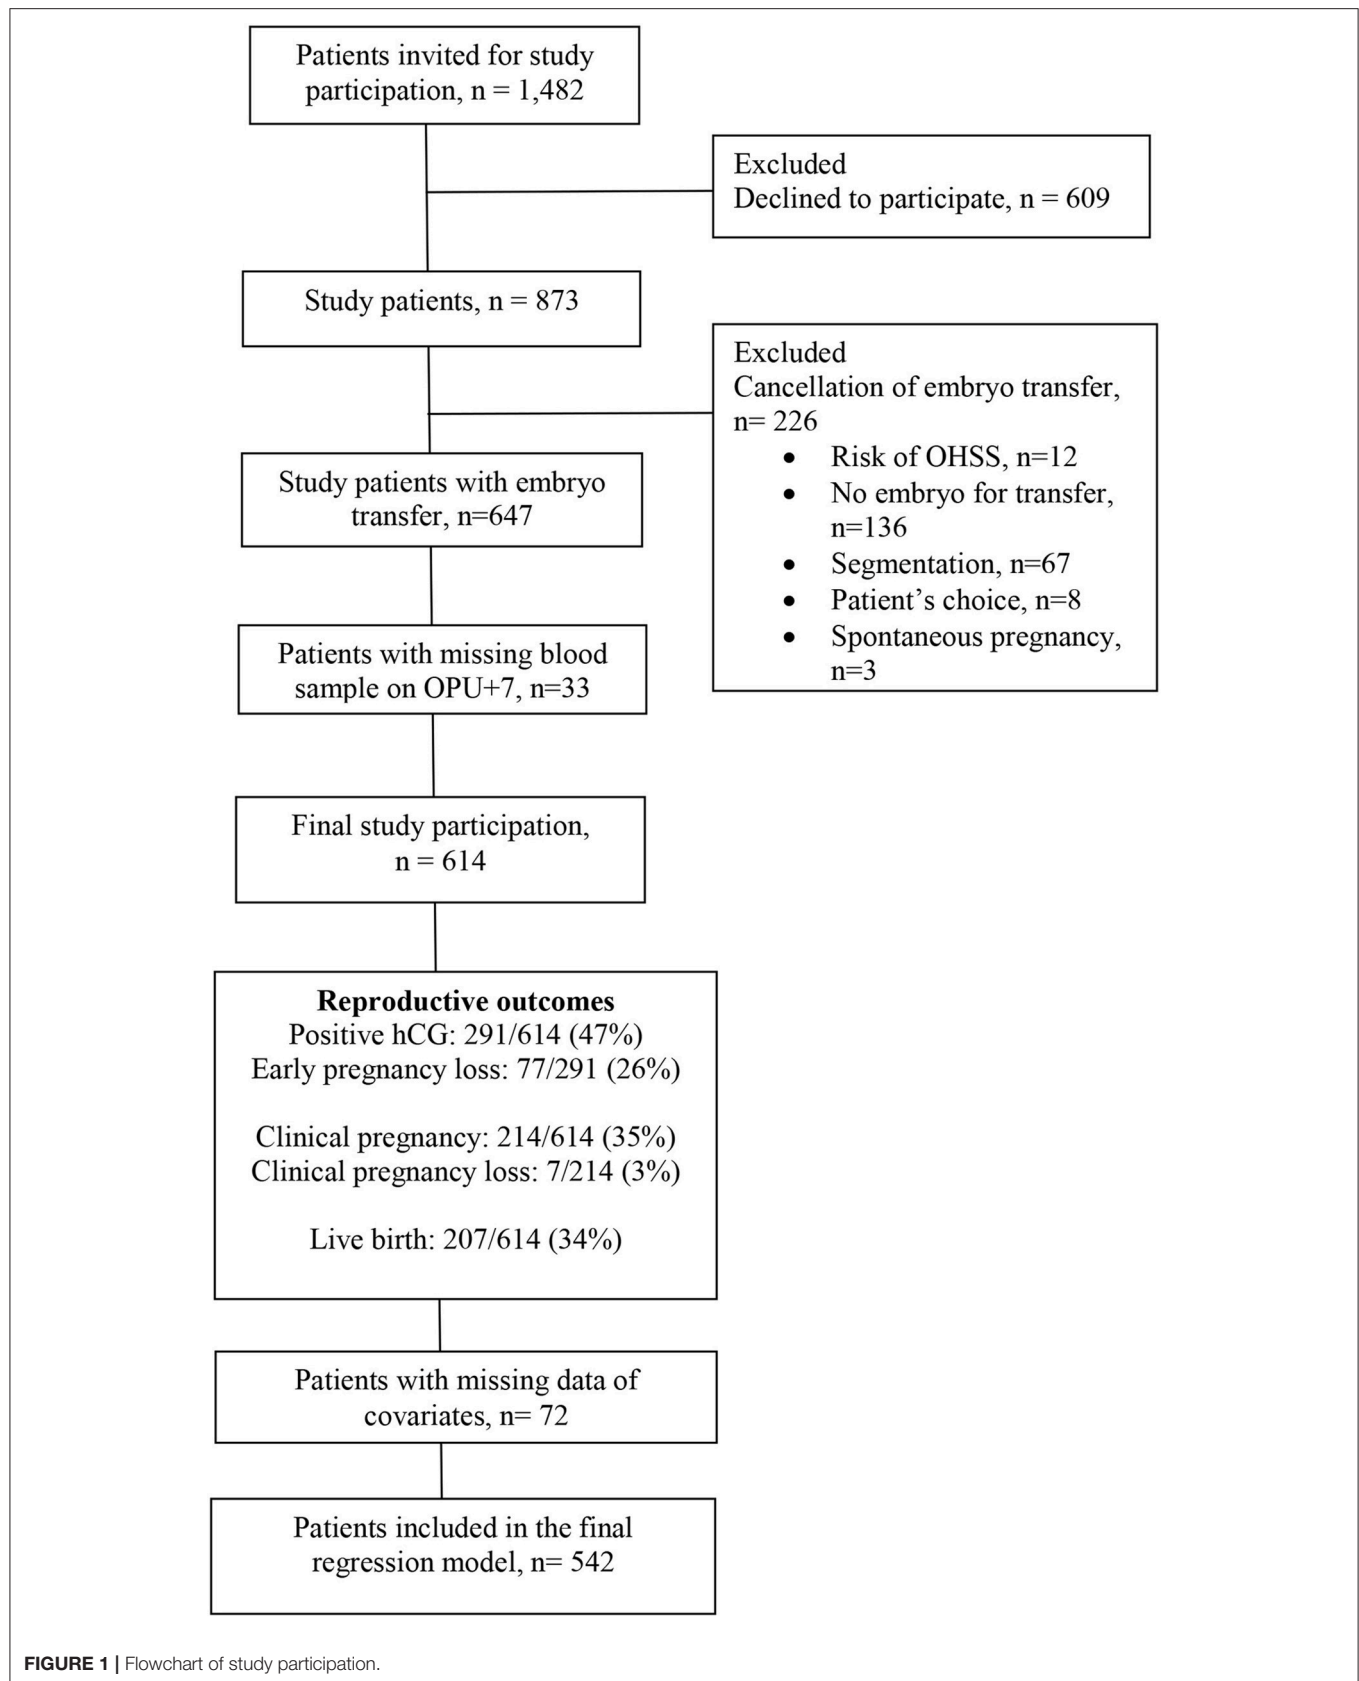 Patients invited for study
participation, n = 1,482
Excluded
Declined to participate, n = 609
Study patients, n = 873
Excluded
Cancellation of embryo transfer,
n= 226
• Risk of OHSS, n=12
• No embryo for transfer,
n=136
• Segmentation, n=67
• Patient’s choice, n=8
• Spontaneous pregnancy,
n=3
Study patients with embryo
transfer, n=647
Patients with missing blood
sample on OPU+7, n=33
Final study participation,
n = 614
Reproductive outcomes
Positive hCG: 291/614 (47%)
Early pregnancy loss: 77/291 (26%)
Clinical pregnancy: 214/614 (35%)
Clinical pregnancy loss: 7/214 (3%)
Live birth: 207/614 (34%)
Patients with missing data of
covariates, n= 72
Patients included in the final
regression model, n= 542
FIGURE 1 | Flowchart of study participation.